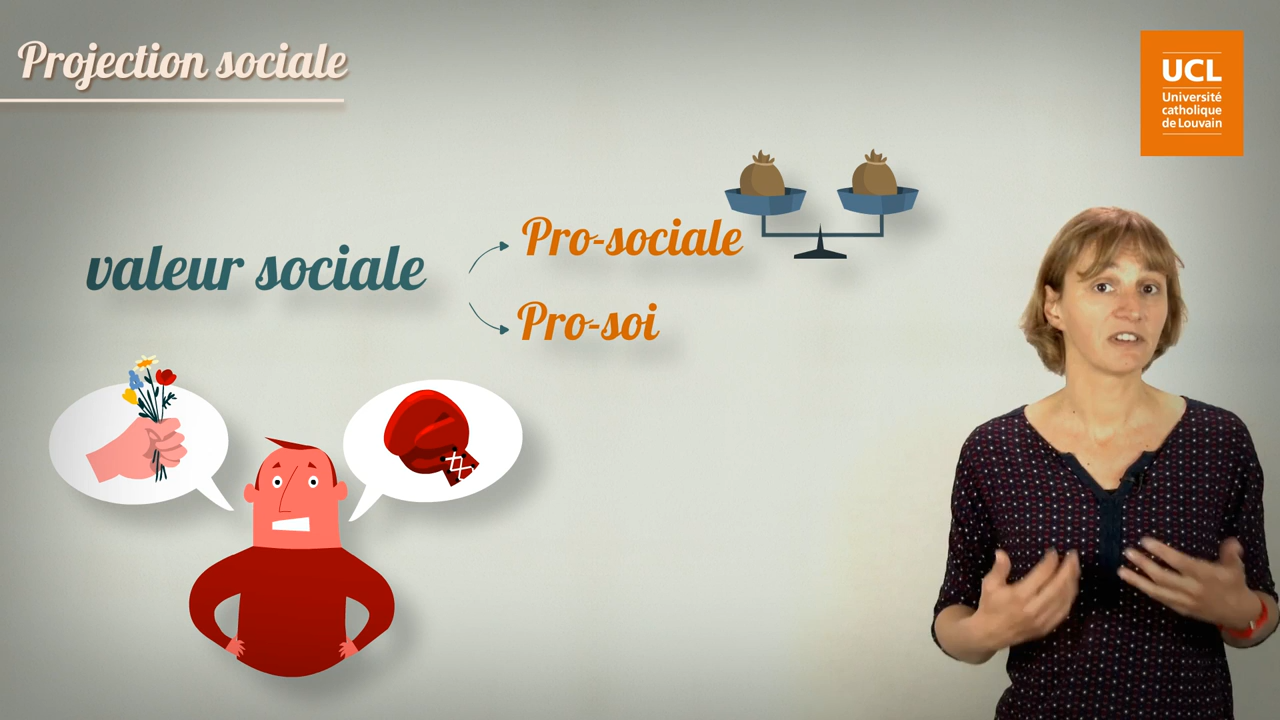 Projection sociale
UCL
Université
catholique
de Louvain
Pro-sociale
valeur sociale
Pro-soi